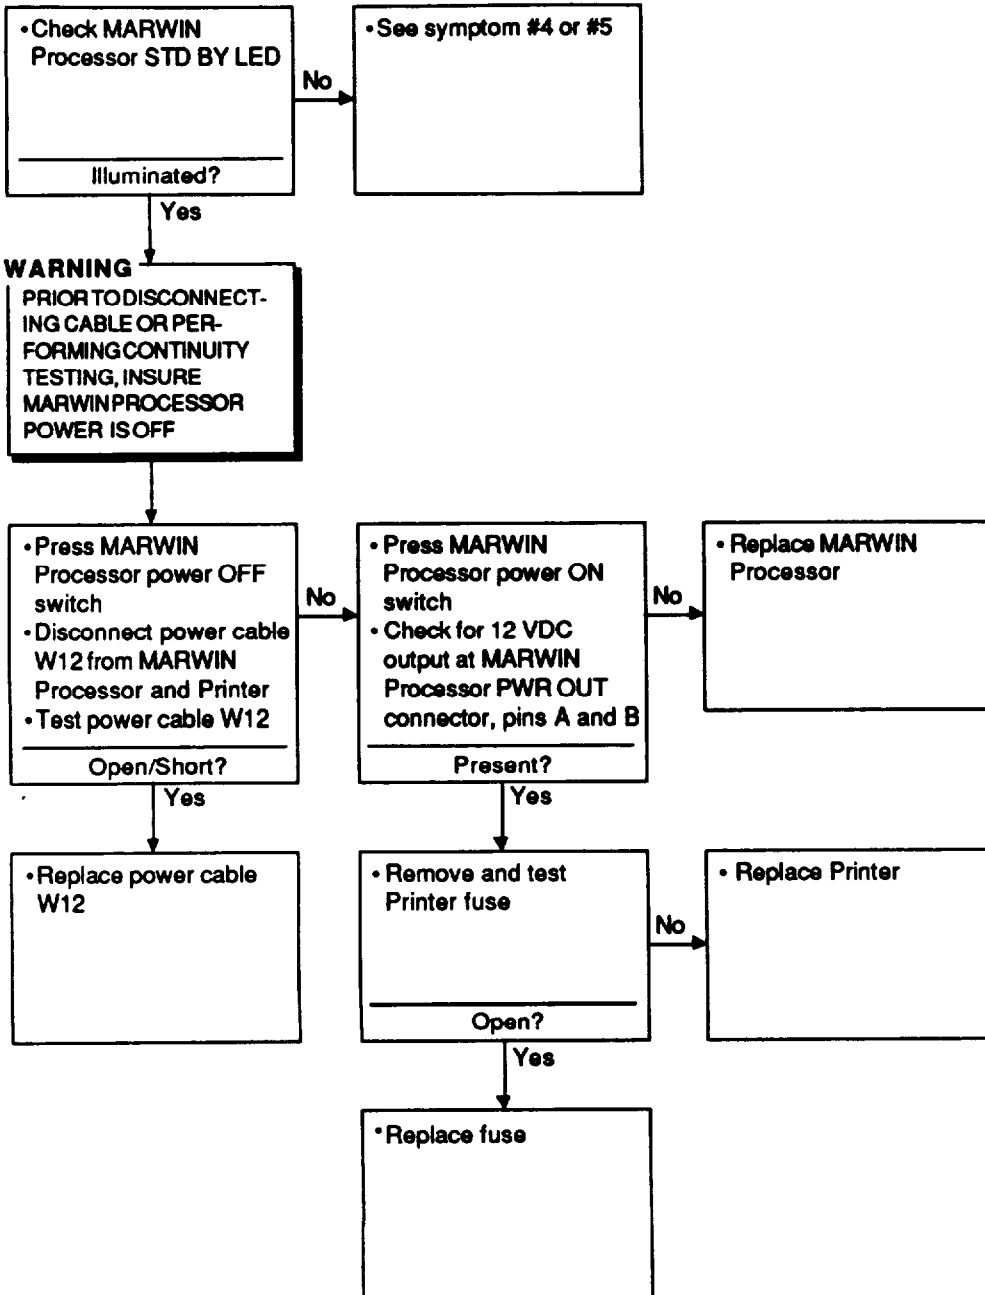 • Check MARWIN
Processor STD BY LED
Illuminated?
No
• See symptom #4 or #5
Yes
WARNING
PRIOR TO DISCONNECT-
ING CABLE OR PER-
FORMING CONTINUITY
TESTING, INSURE
MARWIN PROCESSOR
POWER IS OFF
• Press MARWIN
Processor power OFF
switch
• Disconnect power cable
W12 from MARWIN
Processor and Printer
• Test power cable W12
Open/Short?
No
• Press MARWIN
Processor power ON
switch
• Check for 12 VDC
output at MARWIN
Processor PWR OUT
connector, pins A and B
Present?
No
• Replace MARWIN
Processor
Yes
• Replace power cable
W12
Yes
• Remove and test
Printer fuse
Open?
No
• Replace Printer
Yes
• Replace fuse